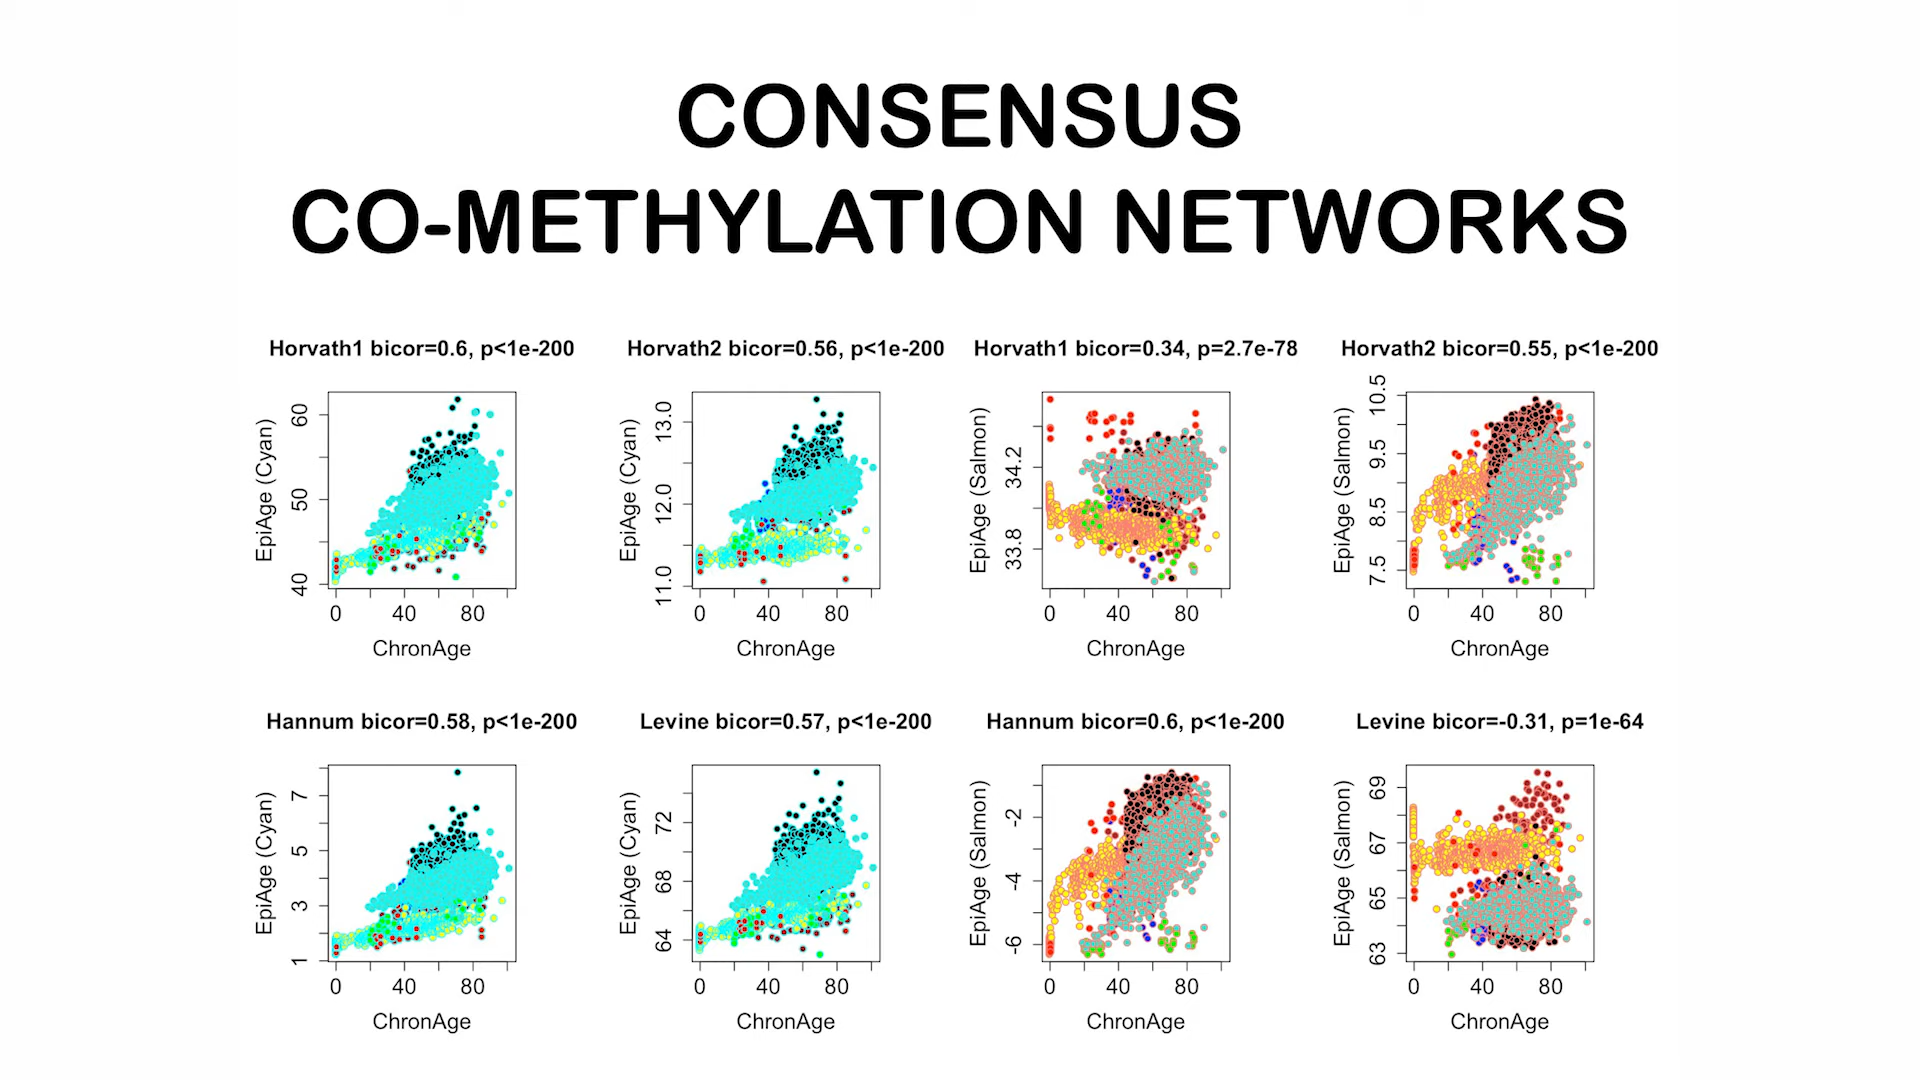 CONSENSUS
CO-METHYLATION NETWORKS
Horvath1 bicor=0.6, p<1e-200
EpiAge (Cyan)
60
50
40
0 40 80
ChronAge
Horvath2 bicor=0.56, p<1e-200
EpiAge (Cyan)
13.0
12.0
11.0
0 40 80
ChronAge
Horvath1 bicor=0.34, p=2.7e-78
EpiAge (Salmon)
34.2
33.8
0 40 80
ChronAge
Horvath2 bicor=0.55, p<1e-200
EpiAge (Salmon)
10.5
9.5
8.5
7.5
0 40 80
ChronAge
Hannum bicor=0.58, p<1e-200
EpiAge (Cyan)
7
5
3
1
0 40 80
ChronAge
Levine bicor=0.57, p<1e-200
EpiAge (Cyan)
72
68
64
0 40 80
ChronAge
Hannum bicor=0.6, p<1e-200
EpiAge (Salmon)
-2
-4
-6
0 40 80
ChronAge
Levine bicor=-0.31, p=1e-64
EpiAge (Salmon)
69
67
65
63
0 40 80
ChronAge